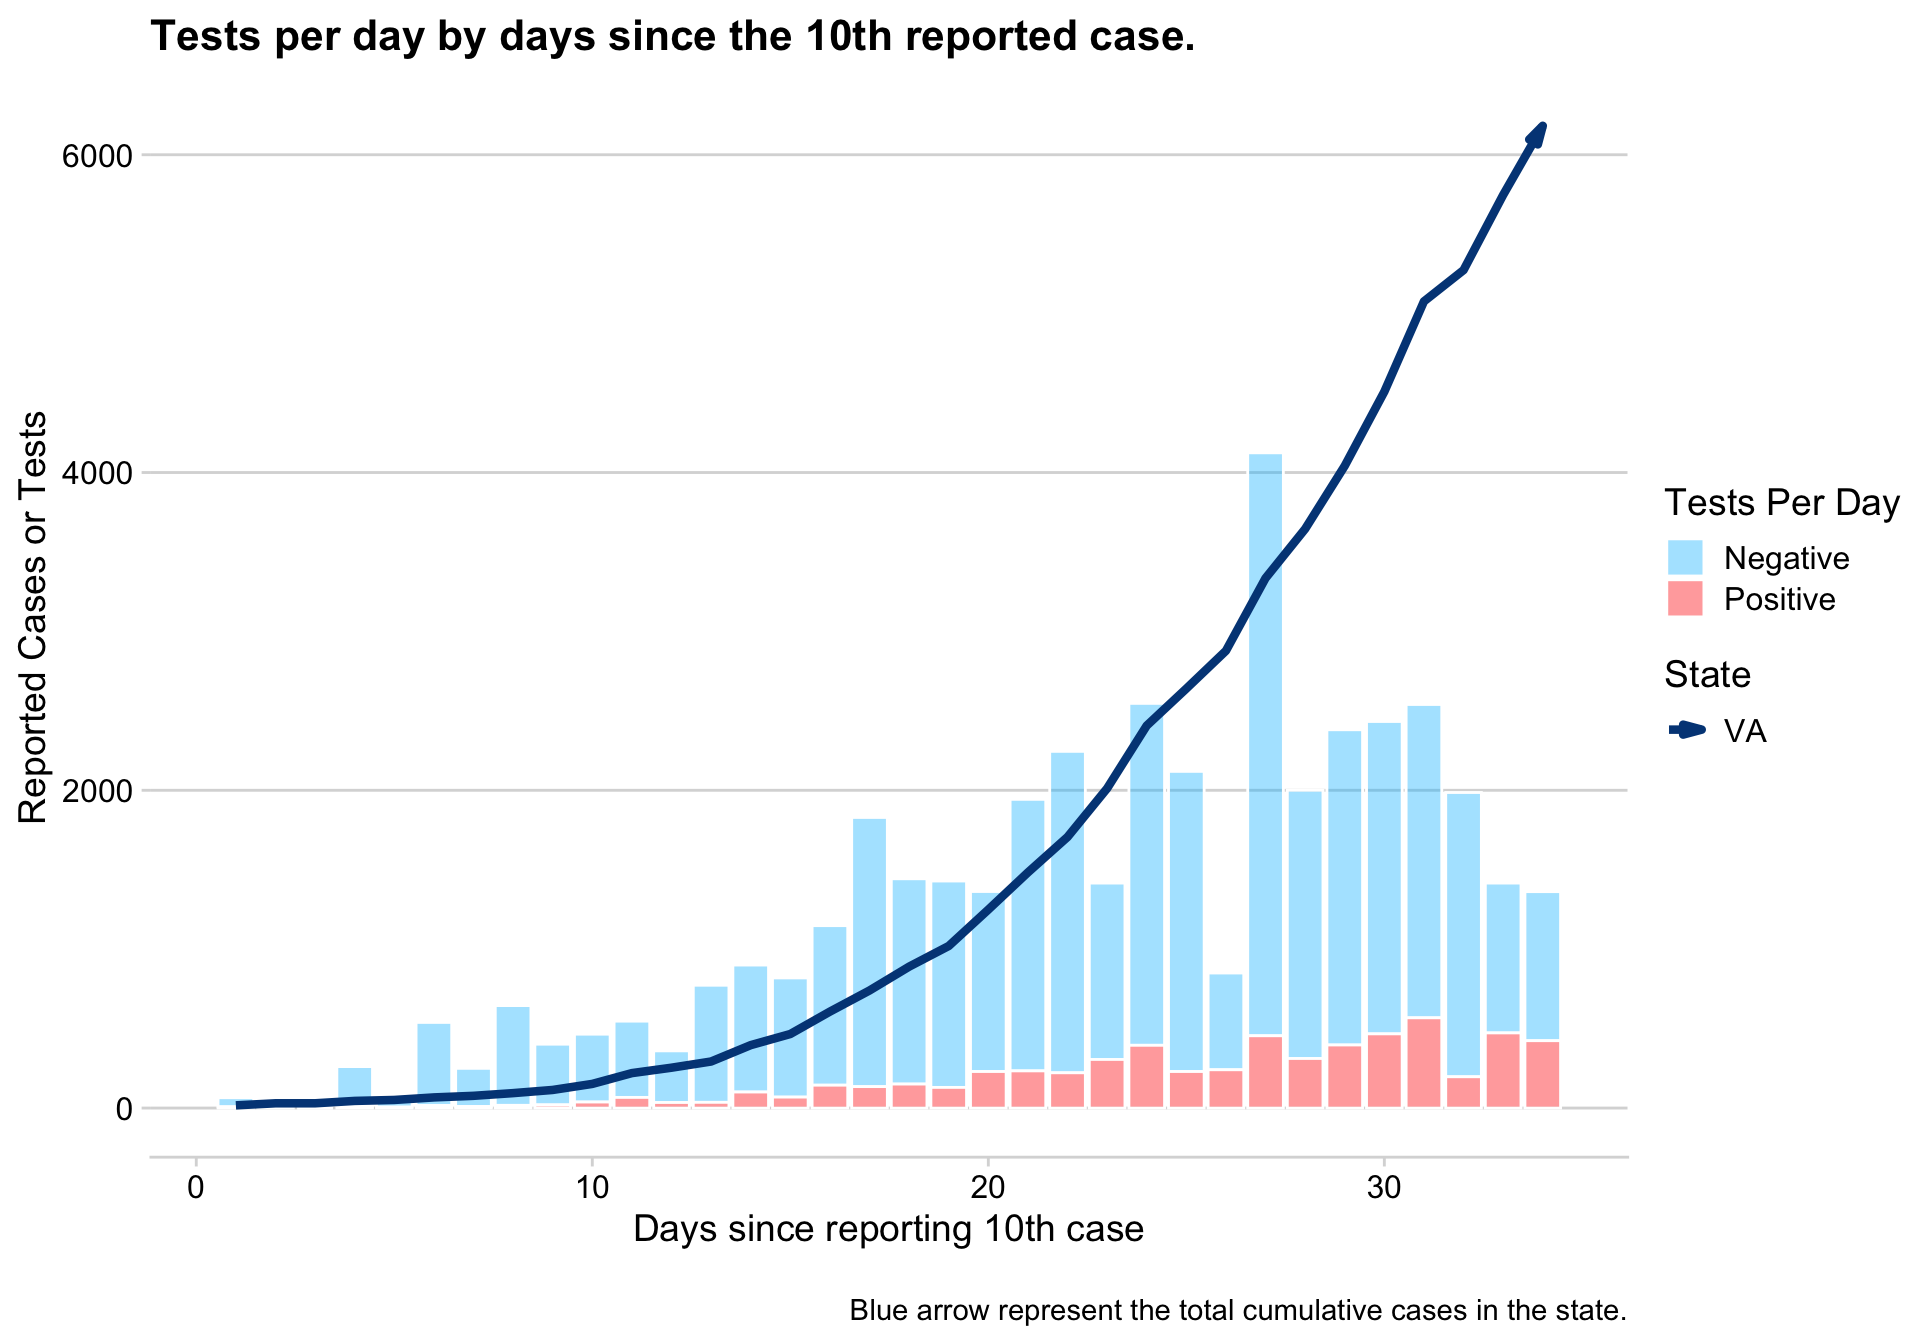 Tests per day by days since the 10th reported case.
6000
4000
2000
0
Reported Cases or Tests
0 10 20 30
Days since reporting 10th case
Tests Per Day
Negative
Positive
State
VA
Blue arrow represent the total cumulative cases in the state.